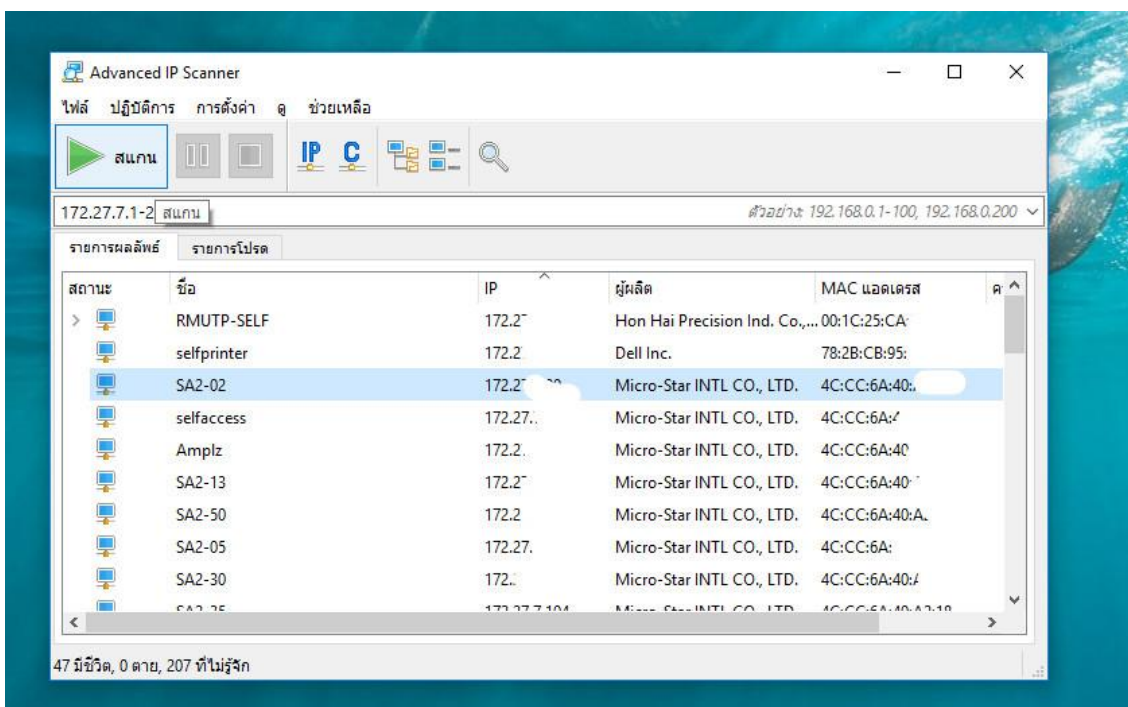 Advanced IP Scanner
ไฟล์ ปฏิบัติการ การตั้งค่า ดู ช่วยเหลือ
สแกน IP C
172.27.7.1-2 สแกน ตัวอย่าง: 192.168.0.1-100, 192.168.0.200
รายการผลลัพธ์ รายการโปรด
สถานะ ชื่อ IP ผู้ผลิต MAC แอดเดรส
RMUTP-SELF Hon Hai Precision Ind. Co.,... 00:1C:25:CA
selfprinter Dell Inc. 78:2B:CB:95:
SA2-02 Micro-Star INTL CO., LTD. 4C:CC:6A:40:
selfaccess 172.27. Micro-Star INTL CO., LTD. 4C:CC:6A:
Amplz 172.2 Micro-Star INTL CO., LTD. 4C:CC:6A:40
SA2-13 172.2 Micro-Star INTL CO., LTD. 4C:CC:6A:40
SA2-50 172.2 Micro-Star INTL CO., LTD. 4C:CC:6A:40:A
SA2-05 172.27. Micro-Star INTL CO., LTD. 4C:CC:6A:
SA2-30 172. Micro-Star INTL CO., LTD. 4C:CC:6A:40:
47 มีชีวิต, 0 ตาย, 207 ที่ไม่รู้จัก